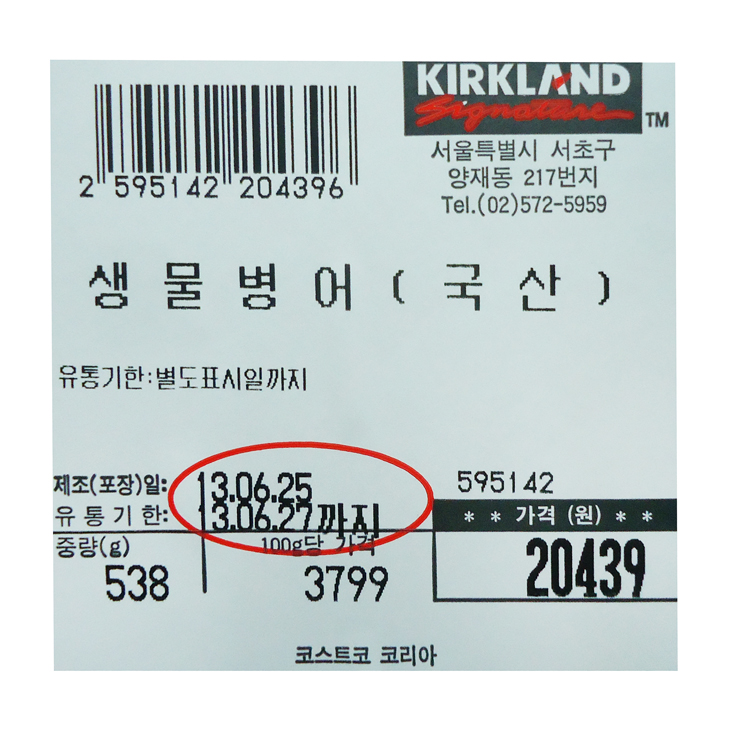 KIRKLAND
Signature TM
서울특별시 서초구
양재동 217번지
Tel.(02)572-5959
2 595142 204396
생물병어(국산)
유통기한:별도표시일까지
제조(포장)일: 13.06.25
유통기한: 13.06.27까지
595142
* * 가격 (원) * *
중량(g) 100g당 가격
538 3799 20439
코스트코 코리아